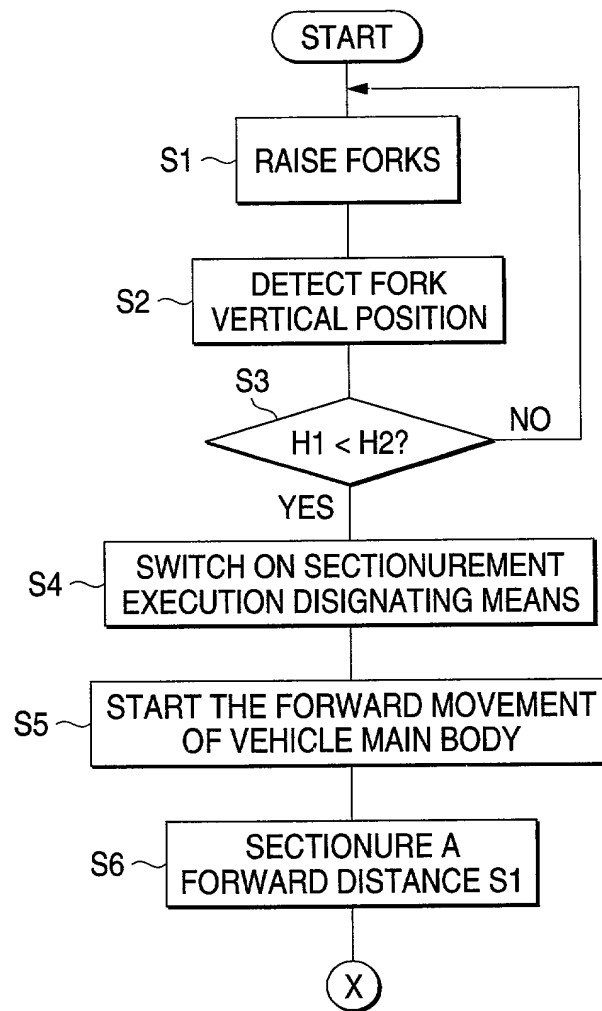 START
S1
RAISE FORKS
S2
DETECT FORK
VERTICAL POSITION
S3
H1 < H2?
NO
YES
S4
SWITCH ON SECTIONUREMENT
EXECUTION DISIGNATING MEANS
S5
START THE FORWARD MOVEMENT
OF VEHICLE MAIN BODY
S6
SECTIONURE A
FORWARD DISTANCE S1
X